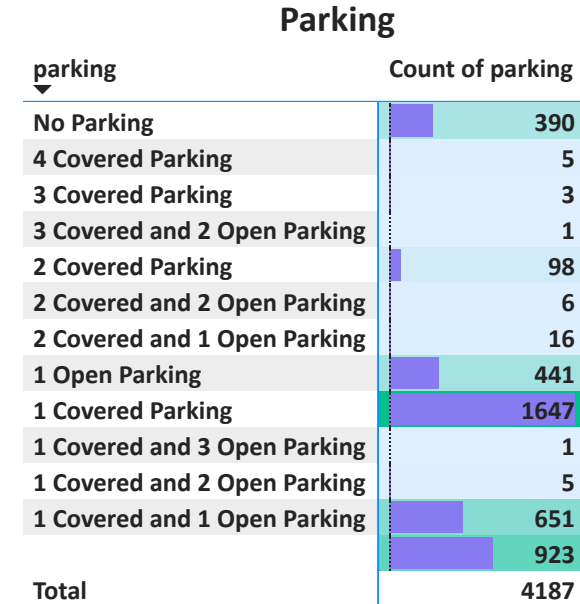 Parking
parking Count of parking
No Parking 390
4 Covered Parking 5
3 Covered Parking 3
3 Covered and 2 Open Parking 1
2 Covered Parking 98
2 Covered and 2 Open Parking 6
2 Covered and 1 Open Parking 16
1 Open Parking 441
1 Covered Parking 1647
1 Covered and 3 Open Parking 1
1 Covered and 2 Open Parking 5
1 Covered and 1 Open Parking 651
923
Total 4187